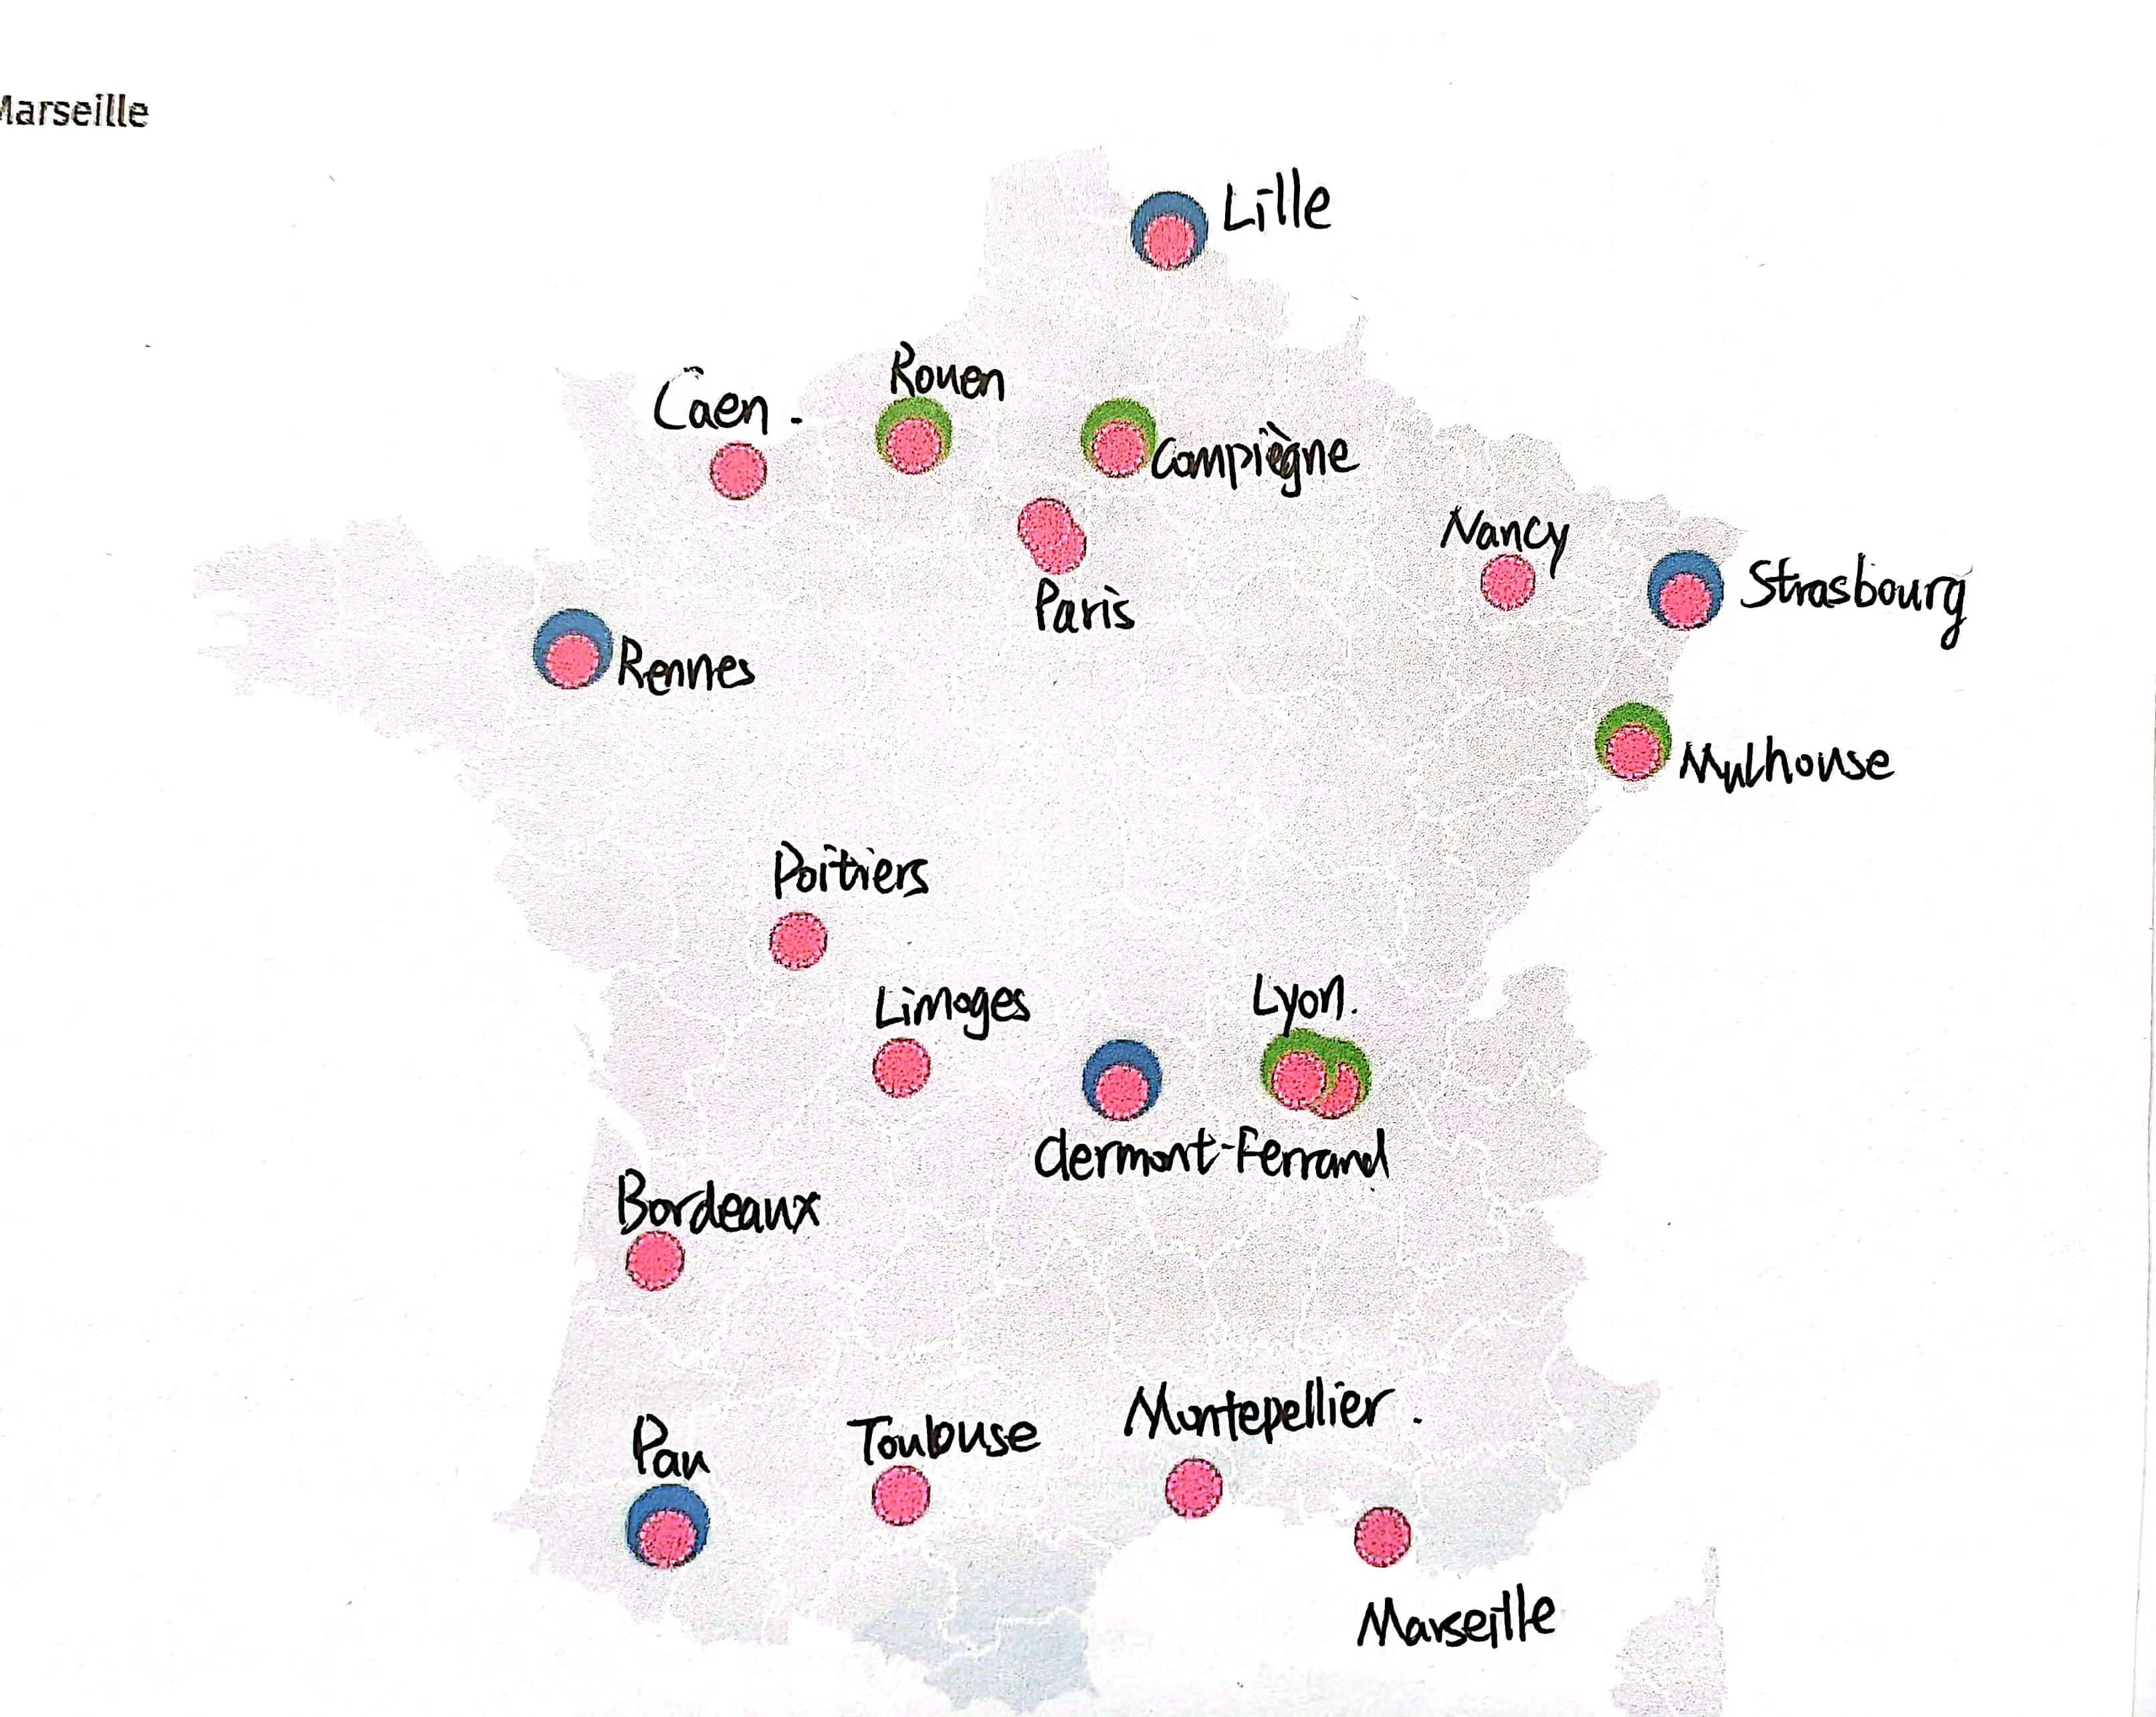 Marseille
Lille
Rouen
Caen.
Compiègne
Nancy
Strasbourg
Paris
Rennes
Mulhouse
Poitiers
Limoges
Lyon.
Clermont-Ferrand
Bordeaux
Montepellier.
Toulouse
Pau
Marseille